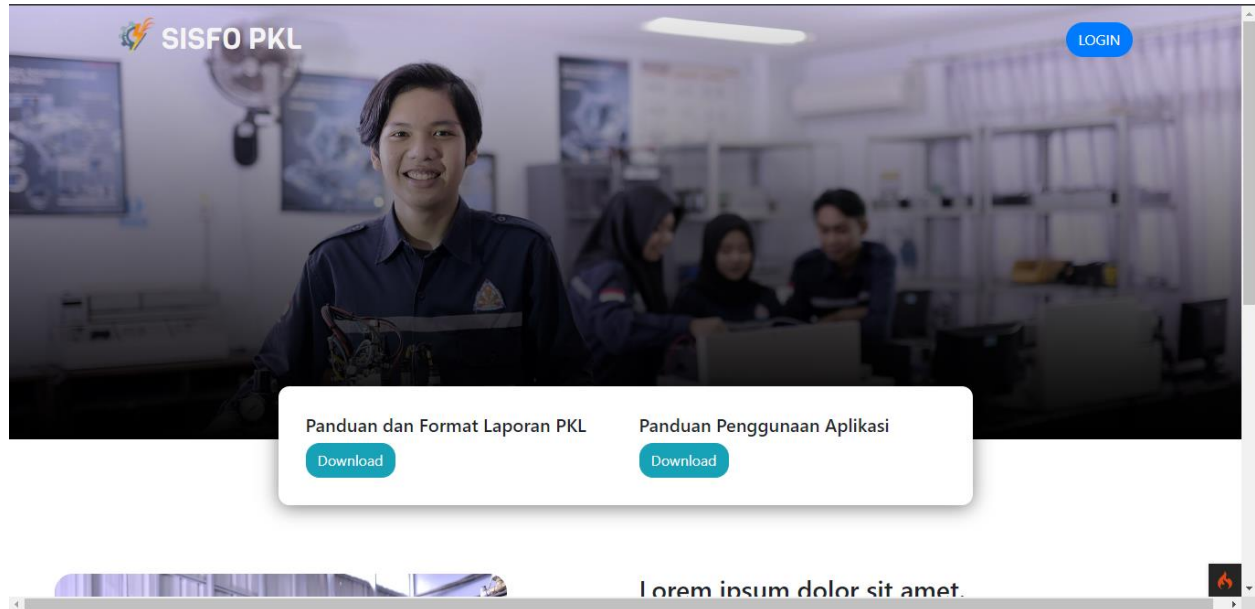 SISFO PKL
LOGIN
Panduan dan Format Laporan PKL
Download
Panduan Penggunaan Aplikasi
Download
Lorem ipsum dolor sit amet.